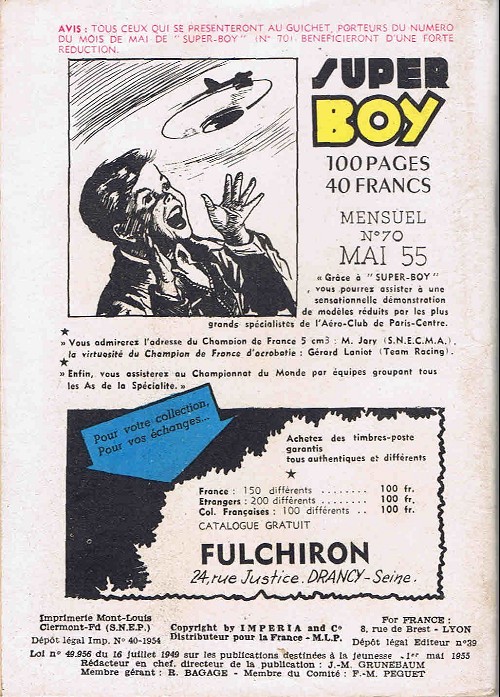 AVIS : TOUS CEUX QUI SE PRESENTERONT AU GUICHET, PORTEURS DU NUMERO
DU MOIS DE MAI DE " SUPER-BOY " (N° 70) BENEFICIERONT D'UNE FORTE
REDUCTION.
SUPER
BOY
100 PAGES
40 FRANCS
MENSUEL
N°70
MAI 55
« Grâce à " SUPER-BOY "
, vous pourrez assister à une
sensationnelle démonstration
de modèles réduits par les plus
grands spécialistes de l'Aéro-Club de Paris-Centre.
★
» Vous admirerez l'adresse du Champion de France 5 cm3 : M. Jary (S.N.E.C.M.A.).
la virtuosité du Champion de France d'acrobatie : Gérard Laniot (Team Racing).
★
» Enfin, vous assisterez au Championnat du Monde par équipes groupant tous
les As de la Spécialité. »
Pour votre collection,
Pour vos échanges...
Achetez des timbres-poste
garantis
tous authentiques et différents
★
France : 150 différents ........ 100 fr.
Etrangers : 200 différents ....... 100 fr.
Col. Françaises : 100 différents .. 100 fr.
CATALOGUE GRATUIT
FULCHIRON
24, rue Justice. DRANCY - Seine.
Imprimerie Mont-Louis
Clermont-Fd (S.N.E.P.)
Dépôt légal Imp. N° 40-1954
Copyright by IMPERIA and C°
Distributeur pour la France - M.L.P.
For FRANCE :
8, rue de Brest - LYON
Dépôt légal Editeur n°39
Loi n° 49.956 du 16 juillet 1949 sur les publications destinées à la jeunesse - 1er mai 1955
Rédacteur en chef. directeur de la publication : J.-M. GRUNEBAUM
Membre gérant : R. BAGAGE - Membre du Comité : F.-M. PEGUET